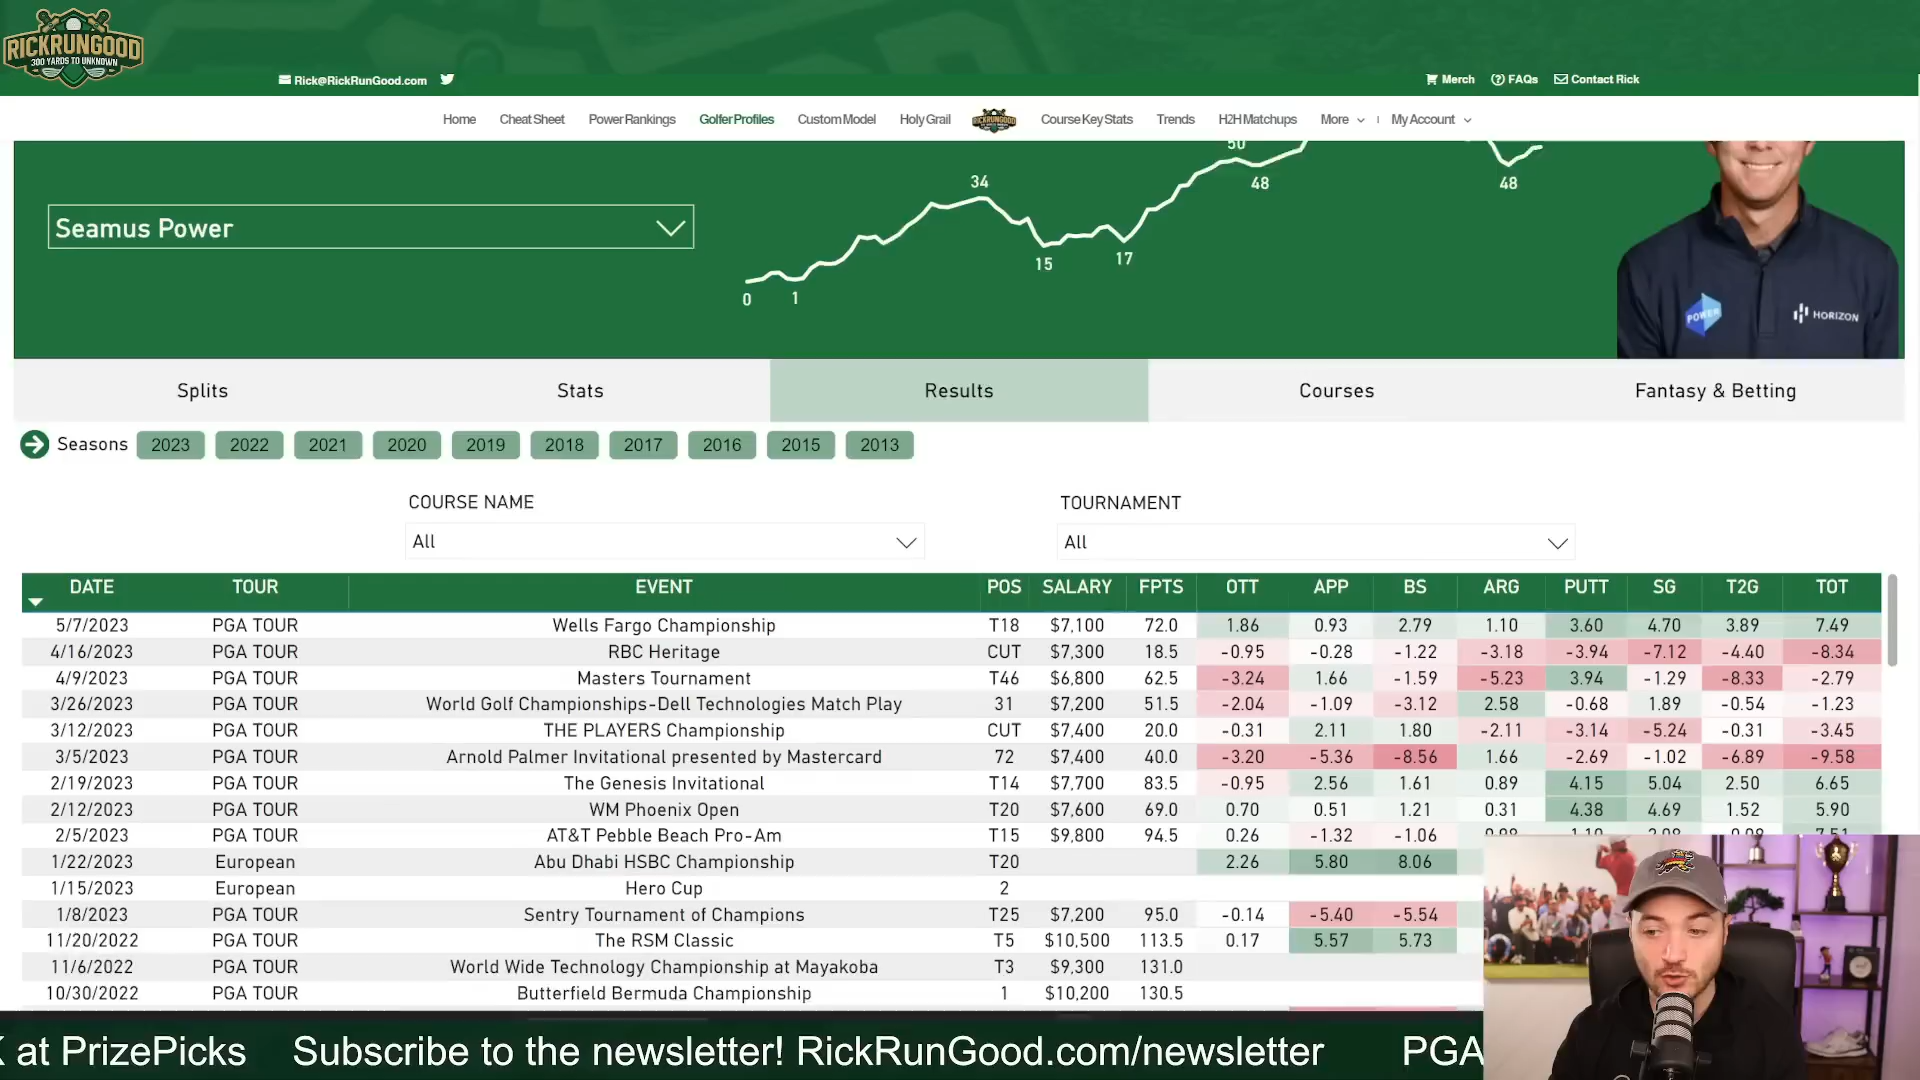 RICKRUNGOOD
300 YARDS TO UNKNOWN
Rick@RickRunGood.com
Merch FAQs Contact Rick
Home Cheat Sheet Power Rankings Golfer Profiles Custom Model Holy Grail RICKRUNGOOD Course Key Stats Trends H2H Matchups More My Account
Seamus Power
0 1 34 15 17 50 48 48
POWER HORIZON
Splits Stats Results Courses Fantasy & Betting
Seasons 2023 2022 2021 2020 2019 2018 2017 2016 2015 2013
COURSE NAME TOURNAMENT
All All
DATE TOUR EVENT POS SALARY FPTS OTT APP BS ARG PUTT SG T2G TOT
5/7/2023 PGA TOUR Wells Fargo Championship T18 $7,100 72.0 1.86 0.93 2.79 1.10 3.60 4.70 3.89 7.49
4/16/2023 PGA TOUR RBC Heritage CUT $7,300 18.5 -0.95 -0.28 -1.22 -3.18 -3.94 -7.12 -4.40 -8.34
4/9/2023 PGA TOUR Masters Tournament T46 $6,800 62.5 -3.24 1.66 -1.59 -5.23 3.94 -1.29 -8.33 -2.79
3/26/2023 PGA TOUR World Golf Championships-Dell Technologies Match Play 31 $7,200 51.5 -2.04 -1.09 -3.12 2.58 -0.68 1.89 -0.54 -1.23
3/12/2023 PGA TOUR THE PLAYERS Championship CUT $7,400 20.0 -0.31 2.11 1.80 -2.11 -3.14 -5.24 -0.31 -3.45
3/5/2023 PGA TOUR Arnold Palmer Invitational presented by Mastercard 72 $7,400 40.0 -3.20 -5.36 -8.56 1.66 -2.69 -1.02 -6.89 -9.58
2/19/2023 PGA TOUR The Genesis Invitational T14 $7,700 83.5 -0.95 2.56 1.61 0.89 4.15 5.04 2.50 6.65
2/12/2023 PGA TOUR WM Phoenix Open T20 $7,600 69.0 0.70 0.51 1.21 0.31 4.38 4.69 1.52 5.90
2/5/2023 PGA TOUR AT&T Pebble Beach Pro-Am T15 $9,800 94.5 0.26 -1.32 -1.06
1/22/2023 European Abu Dhabi HSBC Championship T20 2.26 5.80 8.06
1/15/2023 European Hero Cup 2
1/8/2023 PGA TOUR Sentry Tournament of Champions T25 $7,200 95.0 -0.14 -5.40 -5.54
11/20/2022 PGA TOUR The RSM Classic T5 $10,500 113.5 0.17 5.57 5.73
11/6/2022 PGA TOUR World Wide Technology Championship at Mayakoba T3 $9,300 131.0
10/30/2022 PGA TOUR Butterfield Bermuda Championship 1 $10,200 130.5
at PrizePicks Subscribe to the newsletter! RickRunGood.com/newsletter PGA